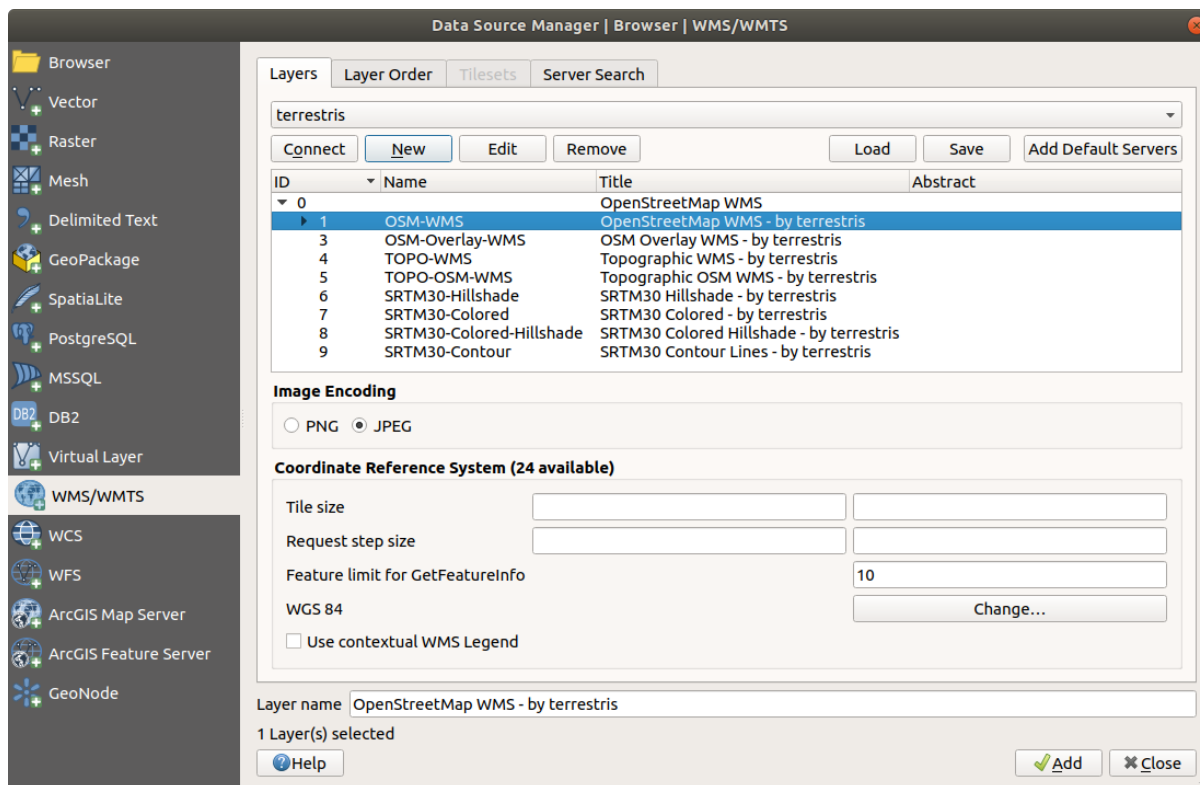 Data Source Manager | Browser | WMS/WMTS
Browser
Vector
Raster
Mesh
Delimited Text
GeoPackage
SpatiaLite
PostgreSQL
MSSQL
DB2 DB2
Virtual Layer
WMS/WMTS
WCS
WFS
ArcGIS Map Server
ArcGIS Feature Server
GeoNode
Layers Layer Order Tilesets Server Search
terrestris
Connect New Edit Remove Load Save Add Default Servers
ID Name Title Abstract
0 OpenStreetMap WMS
1 OSM-WMS OpenStreetMap WMS - by terrestris
3 OSM-Overlay-WMS OSM Overlay WMS - by terrestris
4 TOPO-WMS Topographic WMS - by terrestris
5 TOPO-OSM-WMS Topographic OSM WMS - by terrestris
6 SRTM30-Hillshade SRTM30 Hillshade - by terrestris
7 SRTM30-Colored SRTM30 Colored - by terrestris
8 SRTM30-Colored-Hillshade SRTM30 Colored Hillshade - by terrestris
9 SRTM30-Contour SRTM30 Contour Lines - by terrestris
Image Encoding
PNG JPEG
Coordinate Reference System (24 available)
Tile size
Request step size
Feature limit for GetFeatureInfo 10
WGS 84 Change...
Use contextual WMS Legend
Layer name OpenStreetMap WMS - by terrestris
1 Layer(s) selected
Help Add Close